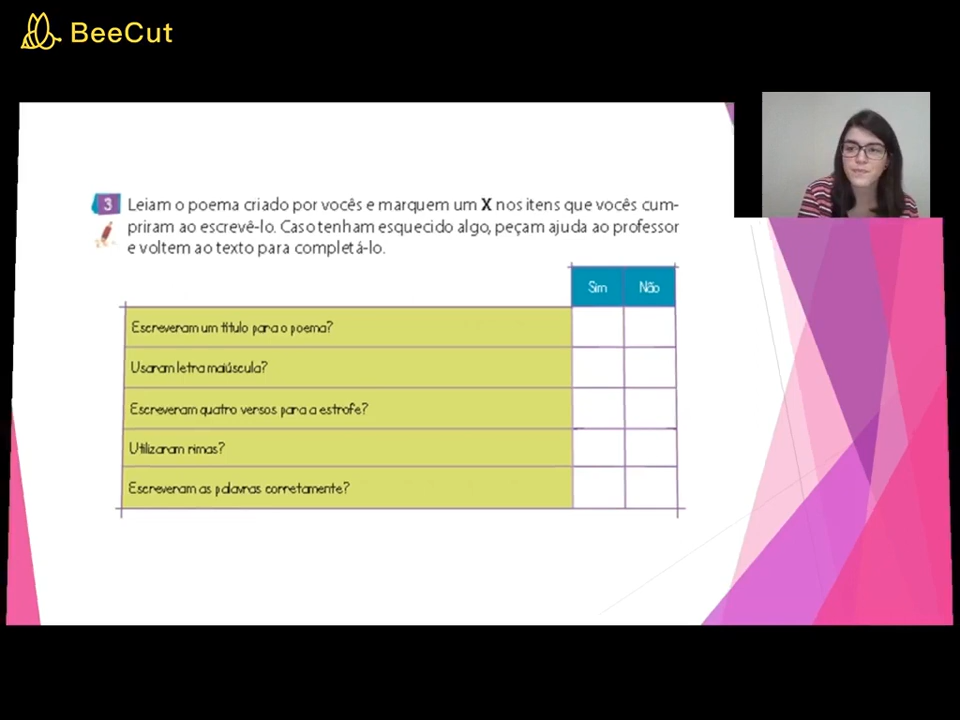 BeeCut
3 Leiam o poema criado por vocês e marquem um X nos itens que vocês cum-
priram ao escrevê-lo. Caso tenham esquecido algo, peçam ajuda ao professor
e voltem ao texto para completá-lo.
Sim Não
Escreveram um título para o poema?
Usaram letra maiúscula?
Escreveram quatro versos para a estrofe?
Utilizaram rimas?
Escreveram as palavras corretamente?